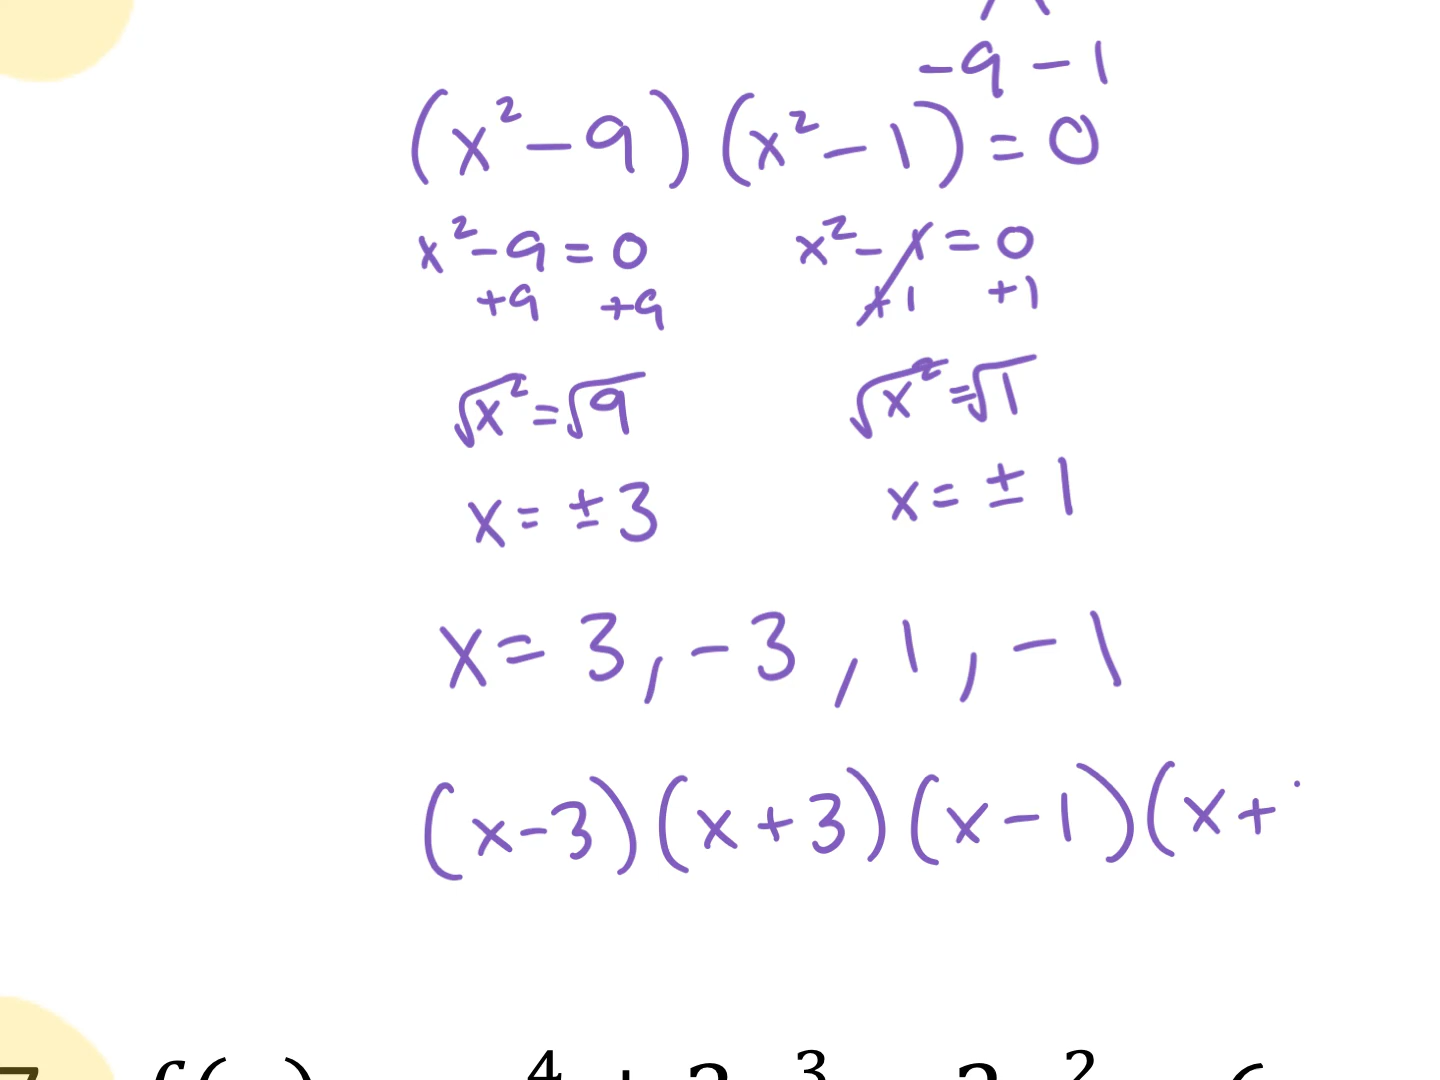 -9 -1
(x² - 9)(x² - 1) = 0
x² - 9 = 0 x² - 1 = 0
+9 +9 +1 +1
√x² = √9 √x² = √1
x = ± 3 x = ± 1
x = 3, -3, 1, -1
(x - 3)(x + 3)(x - 1)(x +